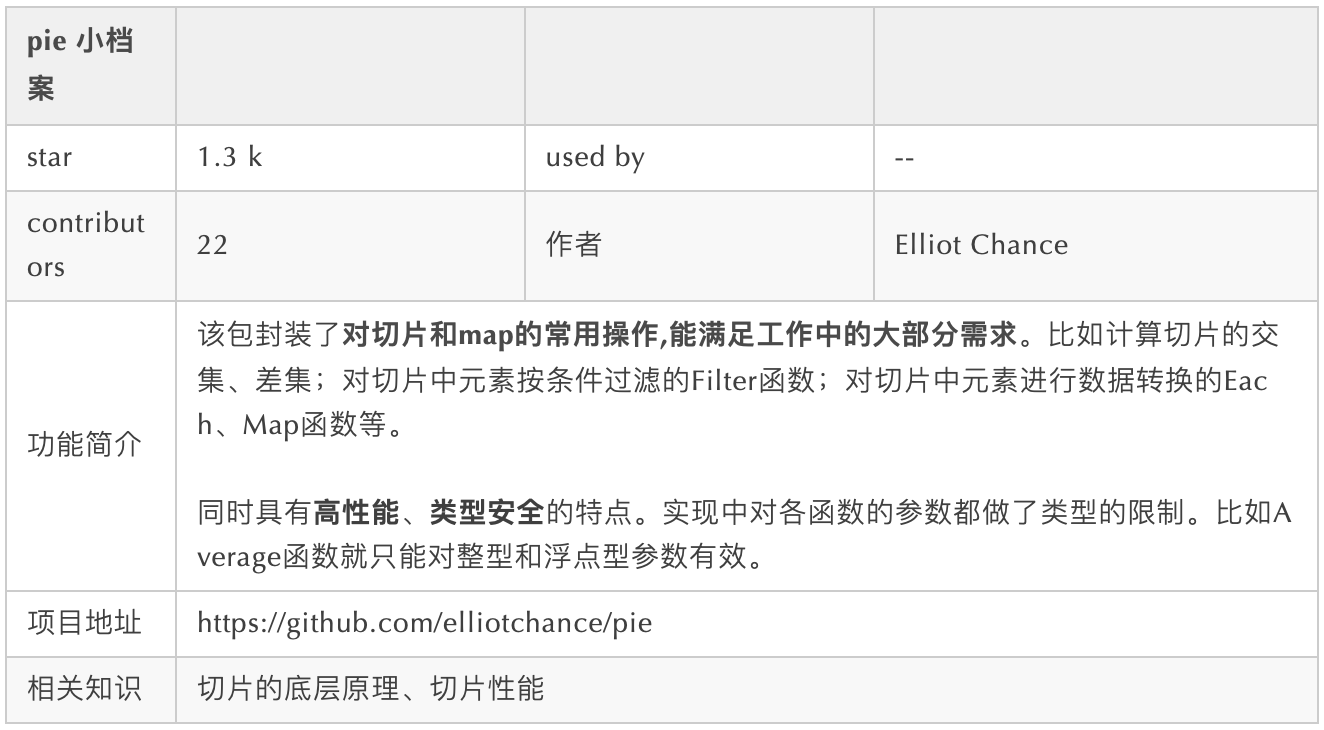 pie 小档
案
star
1.3 k
used by
--
contribut
ors
22
作者
Elliot Chance
功能简介
该包封装了对切片和map的常用操作,能满足工作中的大部分需求。比如计算切片的交
集、差集；对切片中元素按条件过滤的Filter函数；对切片中元素进行数据转换的Eac
h、Map函数等。
同时具有高性能、类型安全的特点。实现中对各函数的参数都做了类型的限制。比如A
verage函数就只能对整型和浮点型参数有效。
项目地址
https://github.com/elliotchance/pie
相关知识
切片的底层原理、切片性能